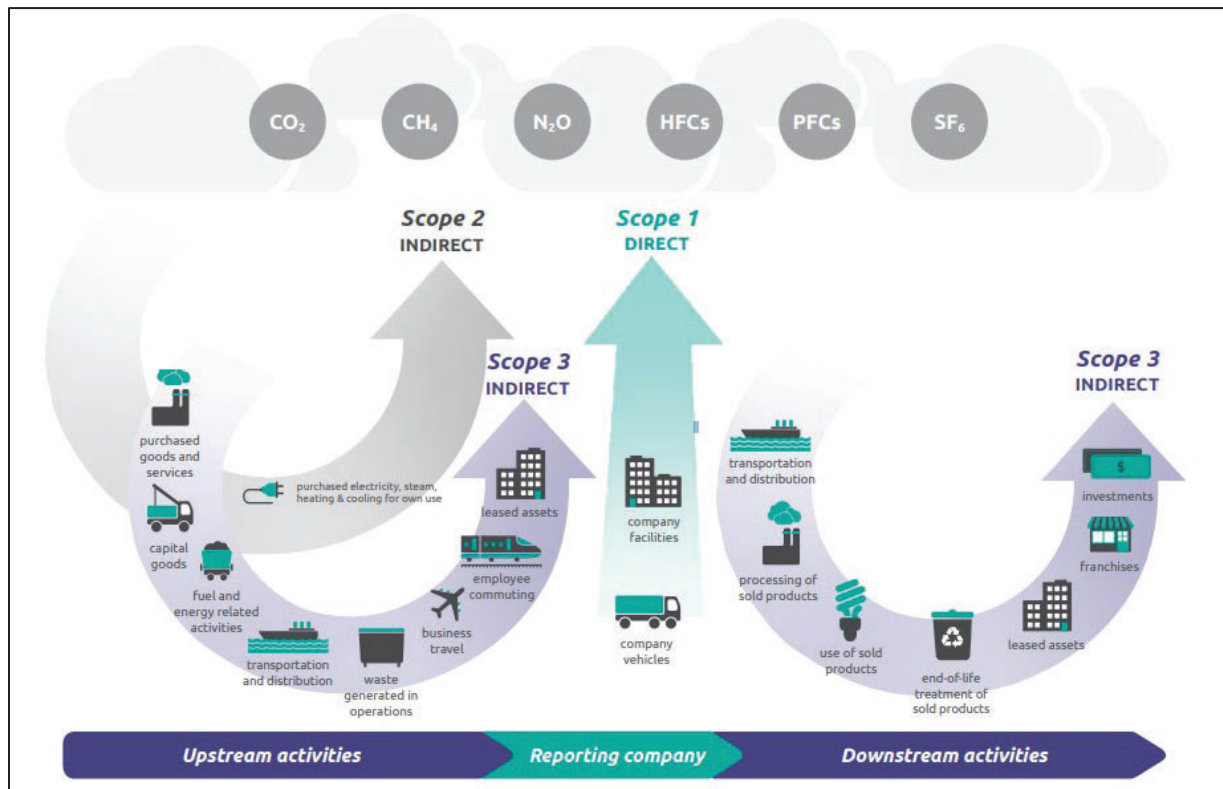 CO₂ CH₄ N₂O HFCs PFCs SF₆
Scope 2
INDIRECT
Scope 1
DIRECT
Scope 3
INDIRECT
Scope 3
INDIRECT
purchased
goods and
services
capital
goods
fuel and
energy related
activities
purchased electricity, steam,
heating & cooling for own use
transportation
and distribution
waste
generated in
operations
business
travel
employee
commuting
leased assets
company
facilities
company
vehicles
transportation
and distribution
processing of
sold products
use of sold
products
end-of-life
treatment of
sold products
leased assets
franchises
$
investments
Upstream activities
Reporting company
Downstream activities